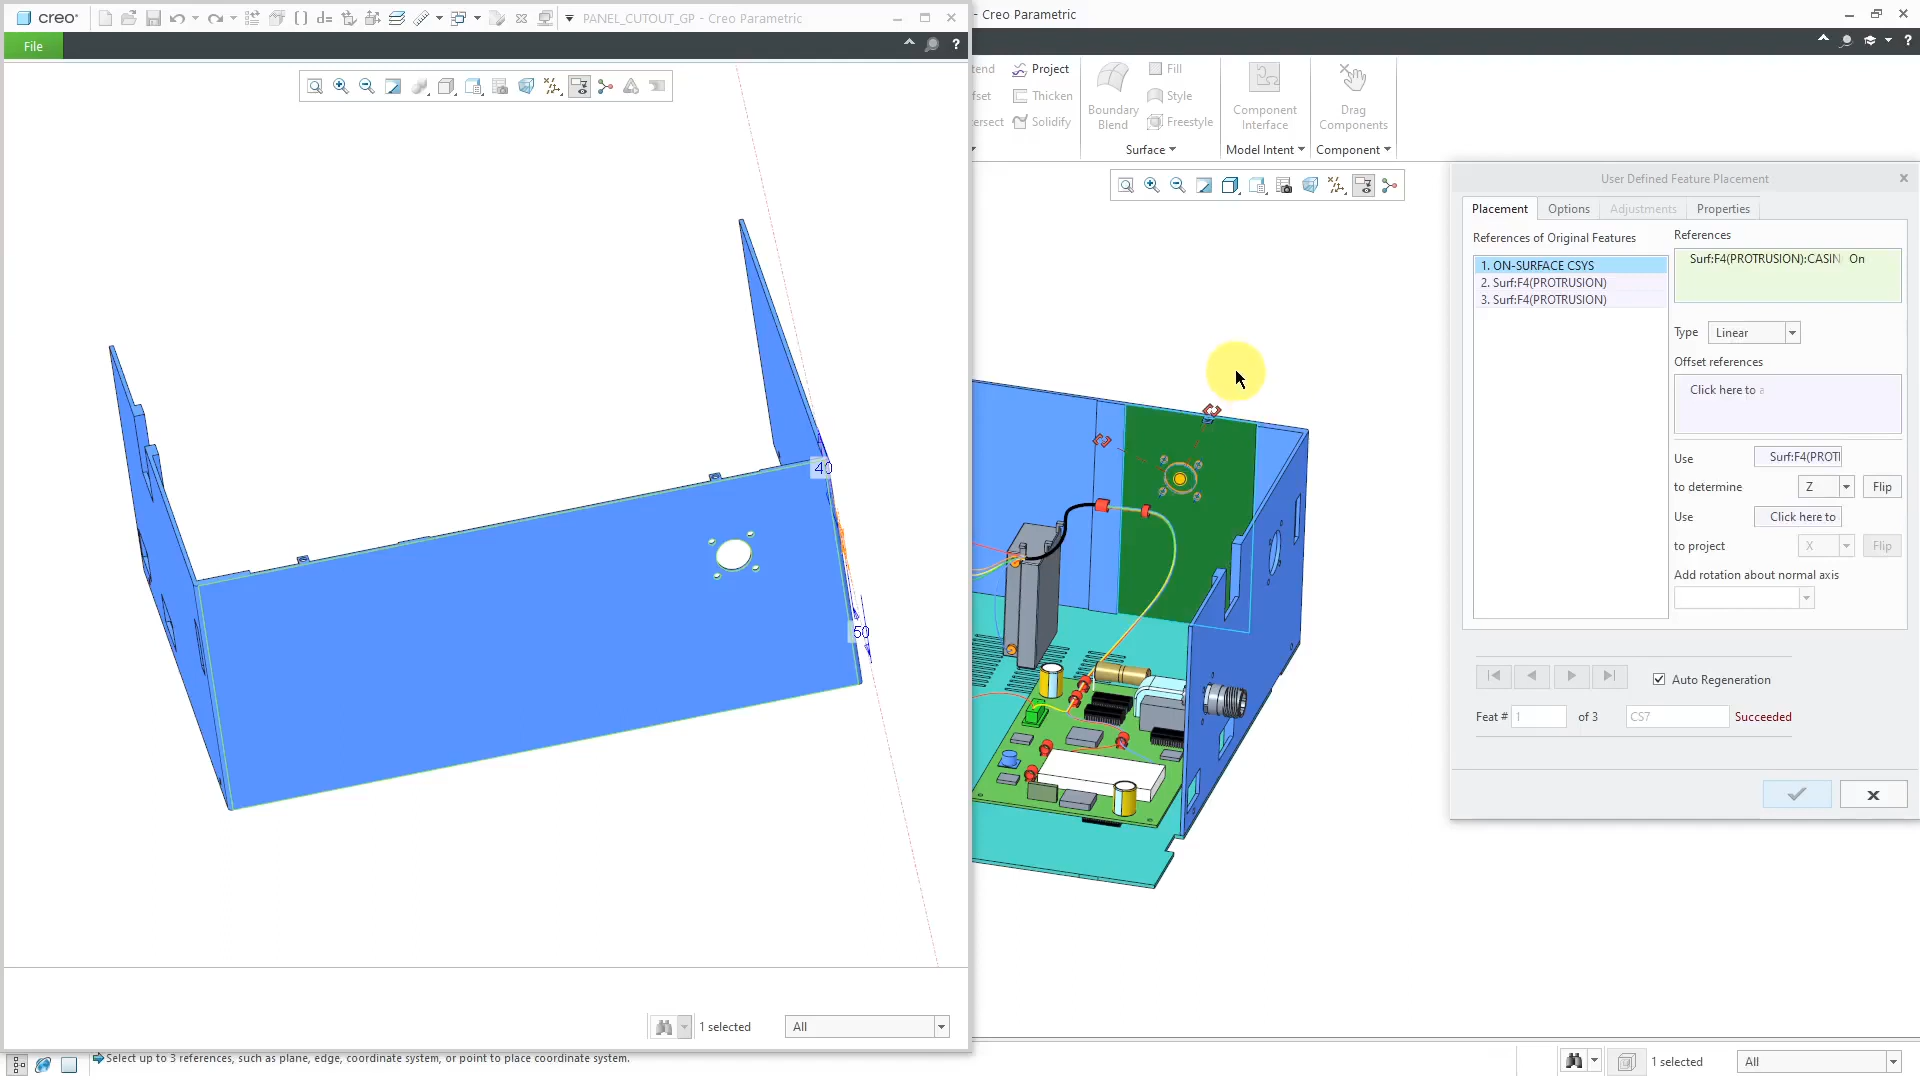 creo·
d=
PANEL_CUTOUT_GP - Creo Parametric
File
?
40
50
1 selected
All
Select up to 3 references, such as plane, edge, coordinate system, or point to place coordinate system.
- Creo Parametric
?
Project
Fill
Thicken
Style
Solidify
Freestyle
Boundary
Blend
Component
Interface
Drag
Components
Surface
Model Intent
Component
User Defined Feature Placement
Placement
Options
Adjustments
Properties
References of Original Features
1. ON-SURFACE CSYS
2. Surf:F4(PROTRUSION)
3. Surf:F4(PROTRUSION)
References
Surf:F4(PROTRUSION):CASIN On
Type Linear
Offset references
Click here to a
Use Surf:F4(PROT
to determine Z Flip
Use Click here to
to project X Flip
Add rotation about normal axis
Auto Regeneration
Feat # 1 of 3 CS7 Succeeded
1 selected
All